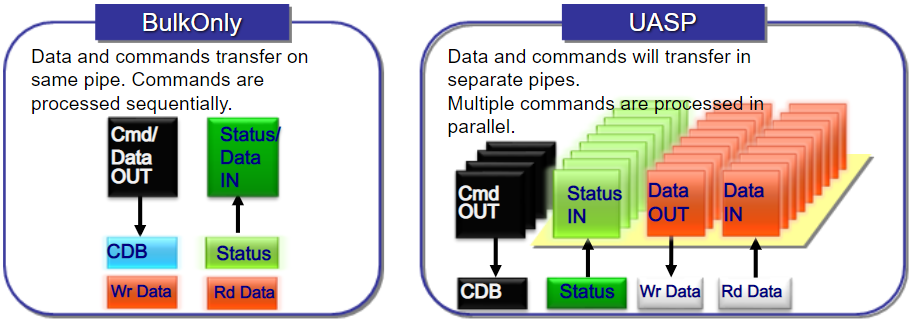 BulkOnly
Data and commands transfer on
same pipe. Commands are
processed sequentially.
Cmd/
Data
OUT
Status/
Data
IN
CDB
Status
Wr Data
Rd Data
UASP
Data and commands will transfer in
separate pipes.
Multiple commands are processed in
parallel.
Cmd
OUT
Status
IN
Data
OUT
Data
IN
CDB
Status
Wr Data
Rd Data